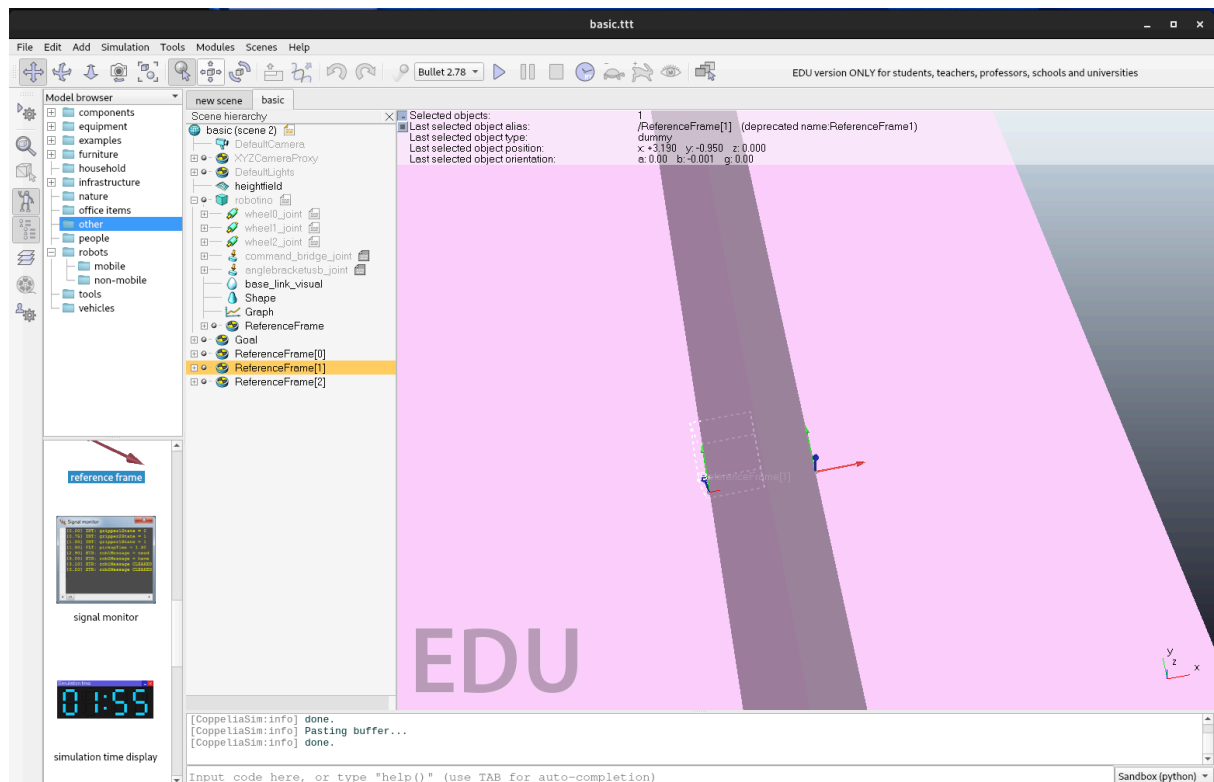 basic.ttt
File Edit Add Simulation Tools Modules Scenes Help
Bullet 2.78
EDU version ONLY for students, teachers, professors, schools and universities
Model browser
components
equipment
examples
furniture
household
infrastructure
nature
office items
other
people
robots
mobile
non-mobile
tools
vehicles
reference frame
Signal monitor
signal monitor
Simulation time
01:55
simulation time display
new scene
basic
Scene hierarchy
basic (scene 2)
DefaultCamera
XYZCameraProxy
DefaultLights
heightfield
robotino
wheel0_joint
wheel1_joint
wheel2_joint
command_bridge_joint
anglebracketusb_joint
base_link_visual
Shape
Graph
ReferenceFrame
Goal
ReferenceFrame[0]
ReferenceFrame[1]
ReferenceFrame[2]
Selected objects: 1
Last selected object alias: /ReferenceFrame[1] (deprecated name:ReferenceFrame1)
Last selected object type: dummy
Last selected object position: x: +3.190 y: -0.950 z: 0.000
Last selected object orientation: a: 0.00 b: -0.001 g: 0.00
ReferenceFrame[1]
EDU
y
z
x
[CoppeliaSim:info] done.
[CoppeliaSim:info] Pasting buffer...
[CoppeliaSim:info] done.
Input code here, or type "help()" (use TAB for auto-completion)
Sandbox (python)